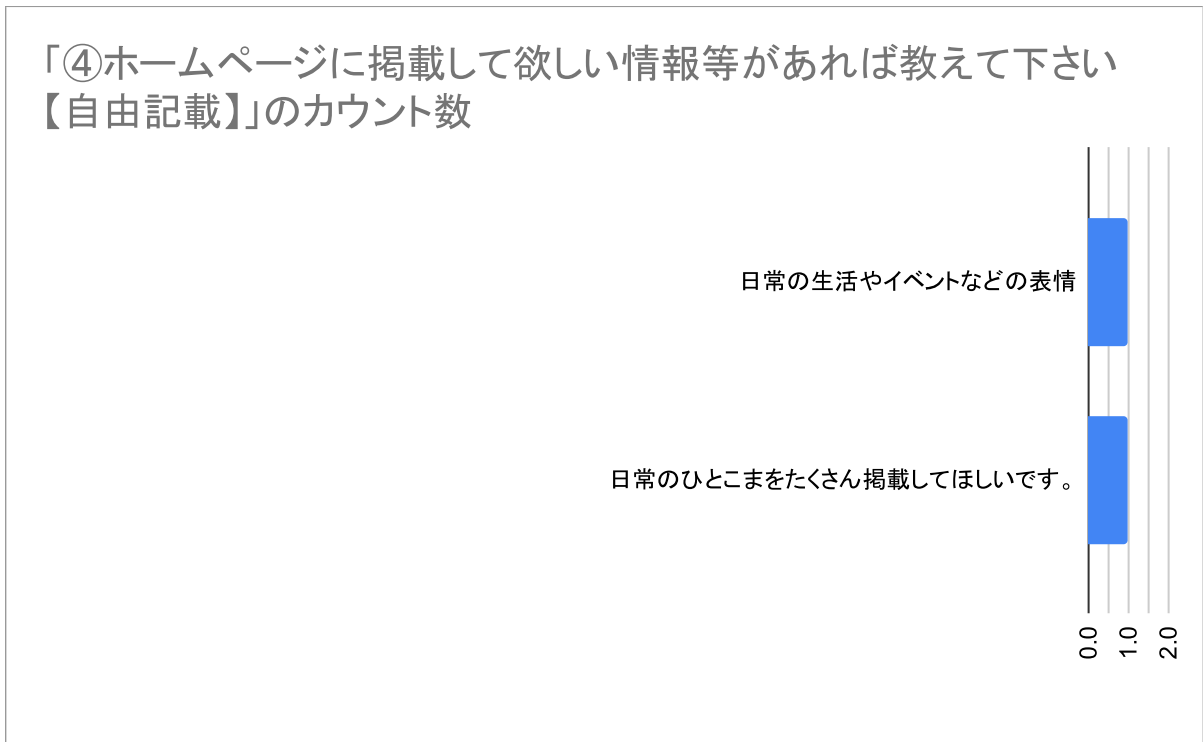 「④ホームページに掲載して欲しい情報等があれば教えて下さい
【自由記載】」のカウント数
日常の生活やイベントなどの表情
日常のひとこまをたくさん掲載してほしいです。
0.0
1.0
2.0